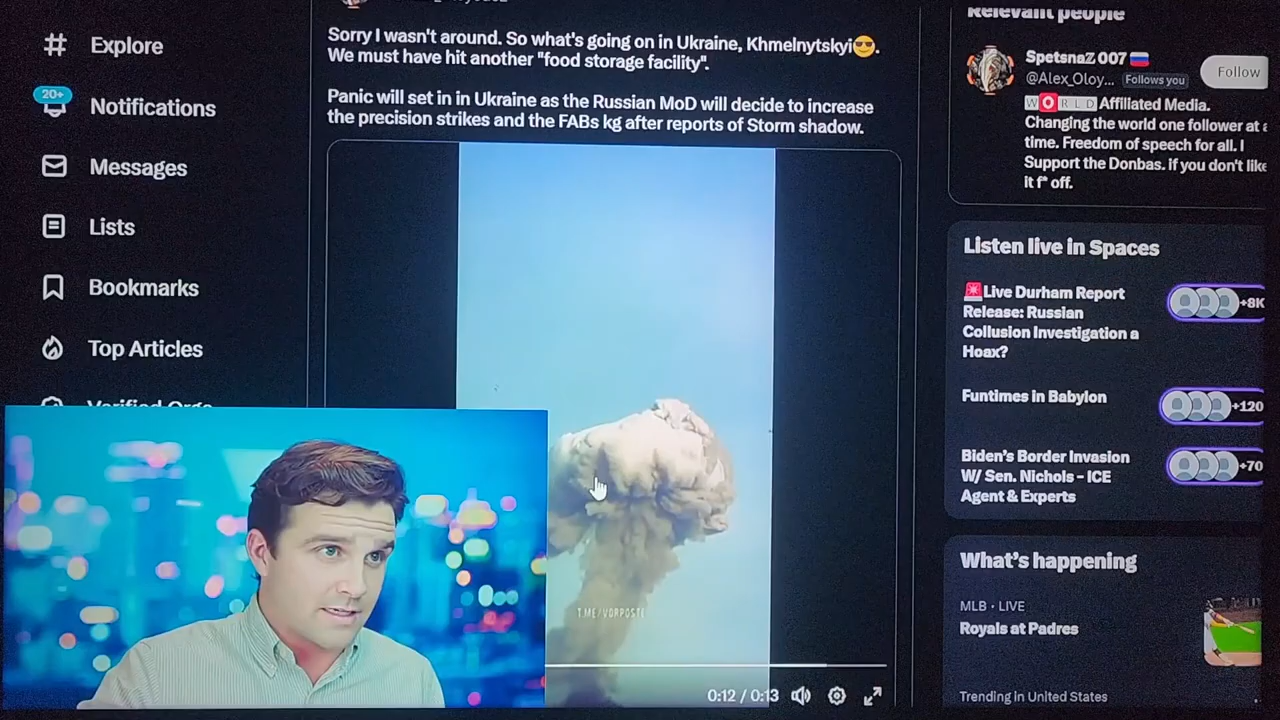 Explore
20+
Notifications
Messages
Lists
Bookmarks
Top Articles
Sorry I wasn't around. So what's going on in Ukraine, Khmelnytskyi😎.
We must have hit another "food storage facility".
Panic will set in in Ukraine as the Russian MoD will decide to increase
the precision strikes and the FABs kg after reports of Storm shadow.
T.ME/VORPOSTE
0:12 / 0:13
Relevant people
SpetsnaZ 007
@Alex_Oloy... Follows you
Follow
WORLD Affiliated Media.
Changing the world one follower at a
time. Freedom of speech for all. I
Support the Donbas. if you don't like
it f* off.
Listen live in Spaces
🚨Live Durham Report
Release: Russian
Collusion Investigation a
Hoax?
+8K
Funtimes in Babylon
+120
Biden's Border Invasion
W/ Sen. Nichols - ICE
Agent & Experts
+70
What's happening
MLB · LIVE
Royals at Padres
Trending in United States